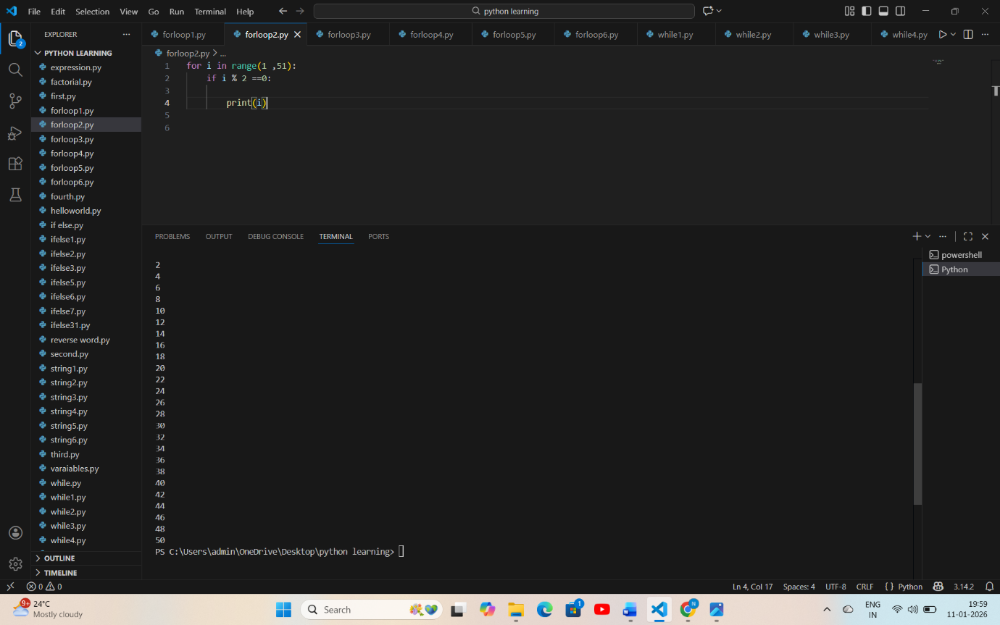 File Edit Selection View Go Run Terminal Help
python learning
EXPLORER
2
PYTHON LEARNING
expression.py
factorial.py
first.py
forloop1.py
forloop2.py
forloop3.py
forloop4.py
forloop5.py
forloop6.py
fourth.py
helloworld.py
if else.py
ifelse1.py
ifelse2.py
ifelse3.py
ifelse5.py
ifelse6.py
ifelse7.py
ifelse31.py
reverse word.py
second.py
string1.py
string2.py
string3.py
string4.py
string5.py
string6.py
third.py
varaiables.py
while.py
while1.py
while2.py
while3.py
while4.py
OUTLINE
TIMELINE
forloop1.py forloop2.py forloop3.py forloop4.py forloop5.py forloop6.py while1.py while2.py while3.py while4.py
forloop2.py > ...
1 for i in range(1 ,51):
2 if i % 2 ==0:
3
4 print(i)
5
6
PROBLEMS OUTPUT DEBUG CONSOLE TERMINAL PORTS
powershell
Python
2
4
6
8
10
12
14
16
18
20
22
24
26
28
30
32
34
36
38
40
42
44
46
48
50
PS C:\Users\admin\OneDrive\Desktop\python learning>
0 0 Ln 4, Col 17 Spaces: 4 UTF-8 CRLF { } Python 3.14.2
9+
24°C
Mostly cloudy
Search
1
W
N
ENG
IN
19:59
11-01-2026